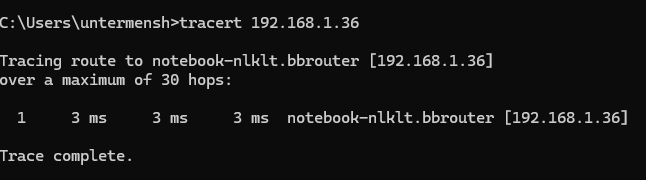 C:\Users\untermensh>tracert 192.168.1.36
Tracing route to notebook-nlklt.bbrouter [192.168.1.36]
over a maximum of 30 hops:
1 3 ms 3 ms 3 ms notebook-nlklt.bbrouter [192.168.1.36]
Trace complete.